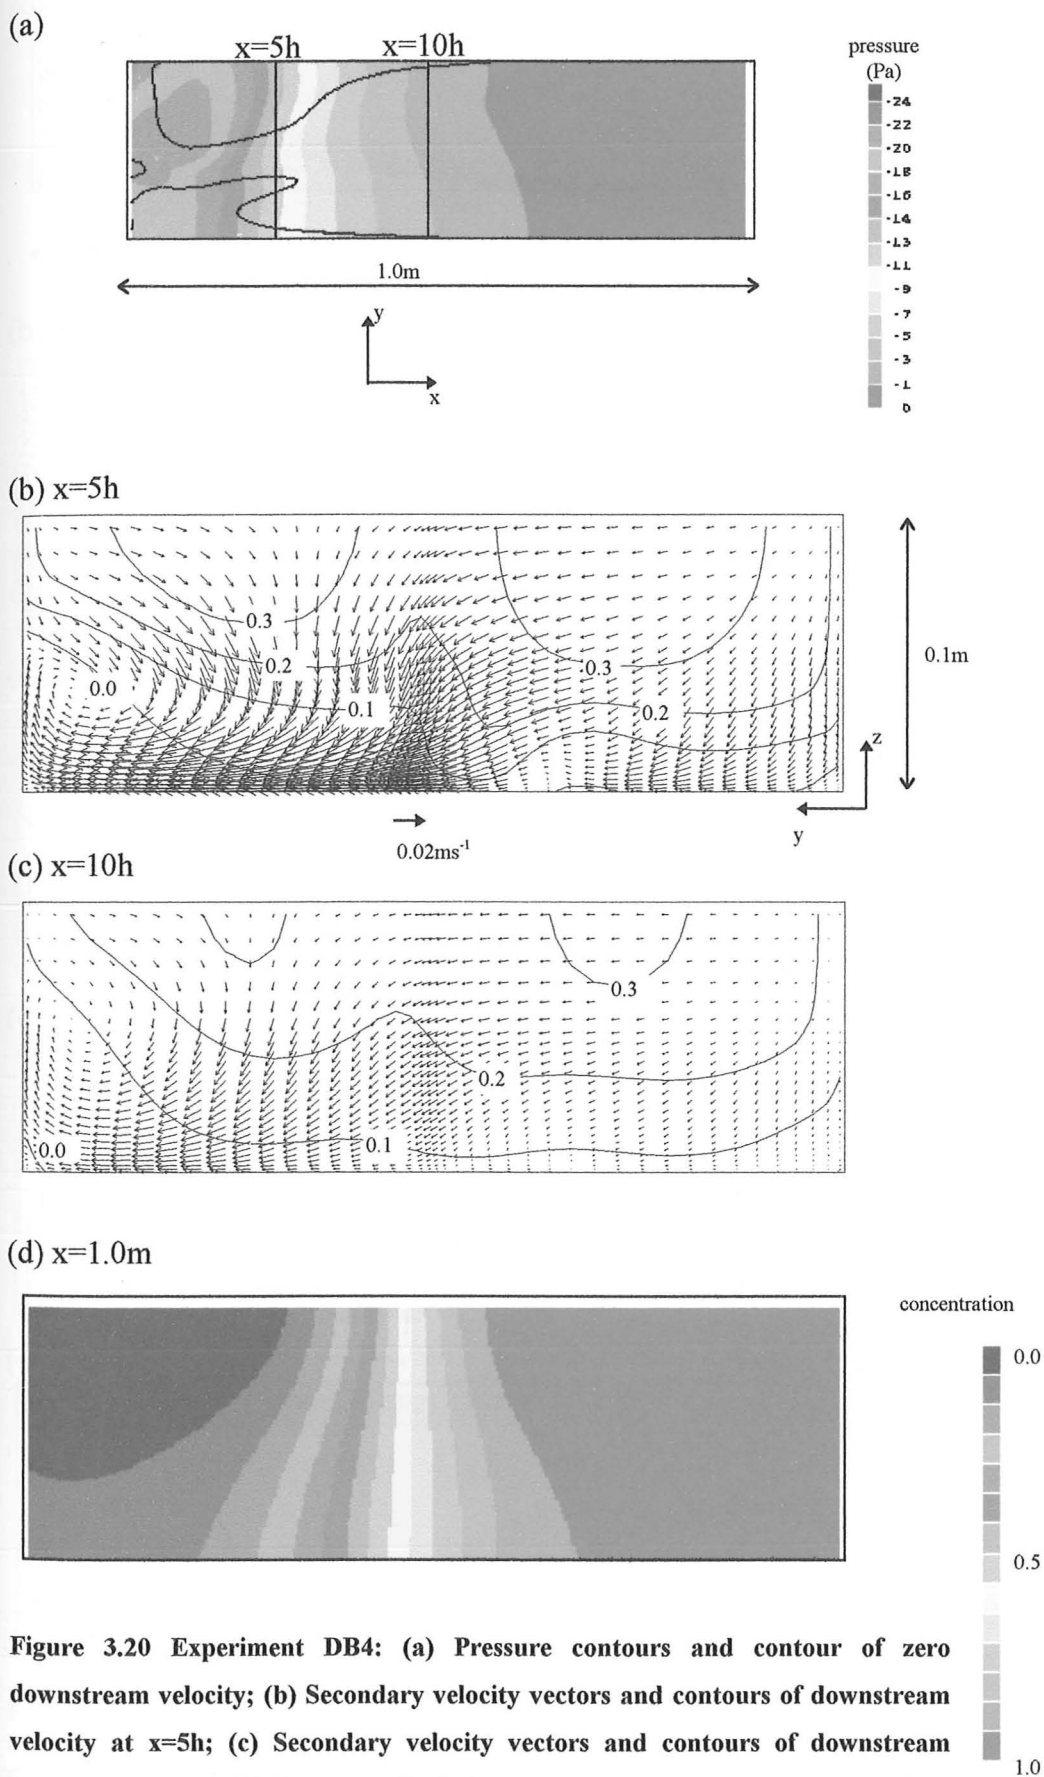 (a)
x=5h
x=10h
pressure
(Pa)
-24
-22
-20
-18
-16
-14
-13
-11
-9
-7
-5
-3
-1
0
1.0m
y
x
(b) x=5h
0.3
0.2
0.0
0.1
0.3
0.2
0.1m
z
y
0.02ms⁻¹
(c) x=10h
0.3
0.2
0.1
0.0
(d) x=1.0m
concentration
0.0
0.5
1.0
Figure 3.20 Experiment DB4: (a) Pressure contours and contour of zero
downstream velocity; (b) Secondary velocity vectors and contours of downstream
velocity at x=5h; (c) Secondary velocity vectors and contours of downstream